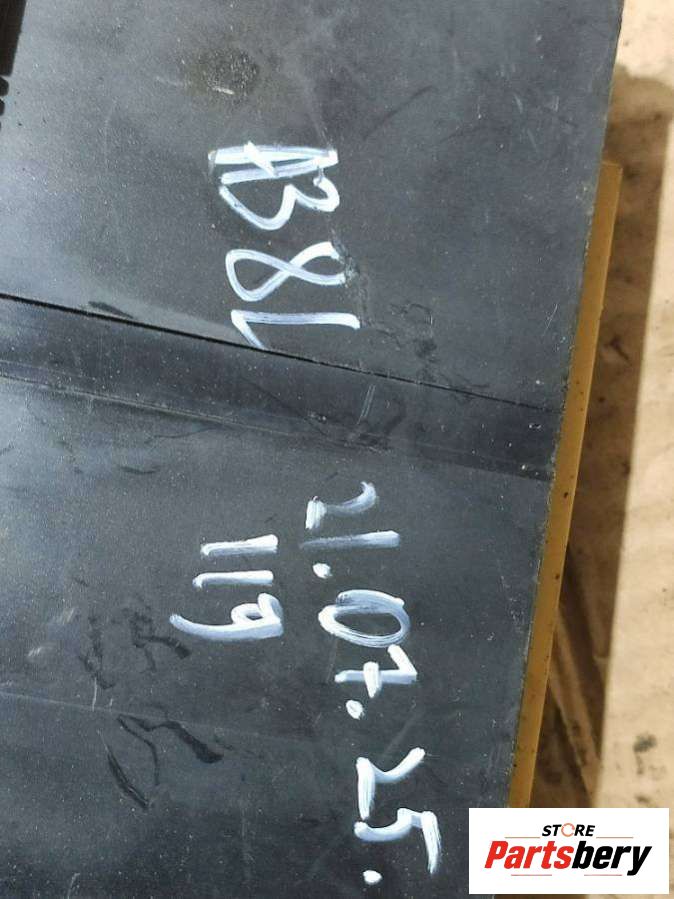 A38L
21.07.25.
119
STORE
Partsbery